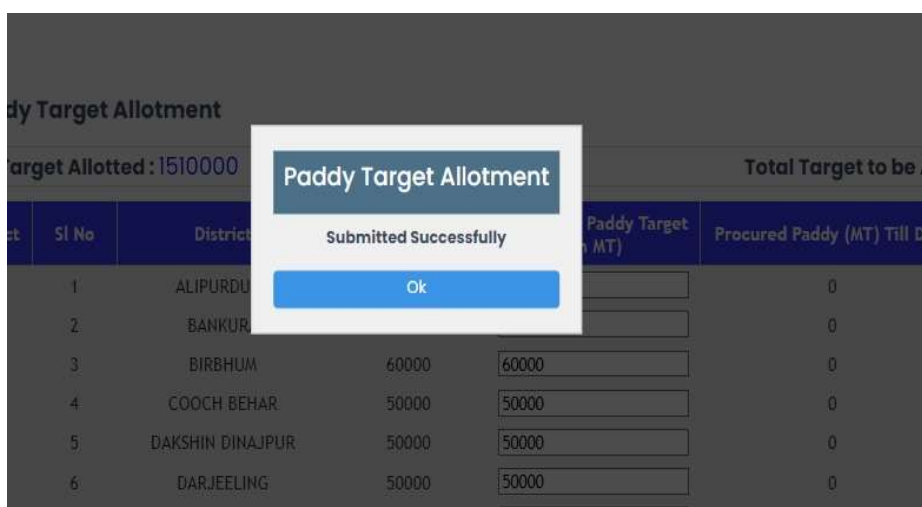 dy Target Allotment
arget Allotted : 1510000
Total Target to be
Paddy Target Allotment
Submitted Successfully
Ok
ct Sl No District Paddy Target MT) Procured Paddy (MT) Till D
1 ALIPURDU 0
2 BANKUR 0
3 BIRBHUM 60000 60000 0
4 COOCH BEHAR 50000 50000 0
5 DAKSHIN DINAJPUR 50000 50000 0
6 DARJEELING 50000 50000 0